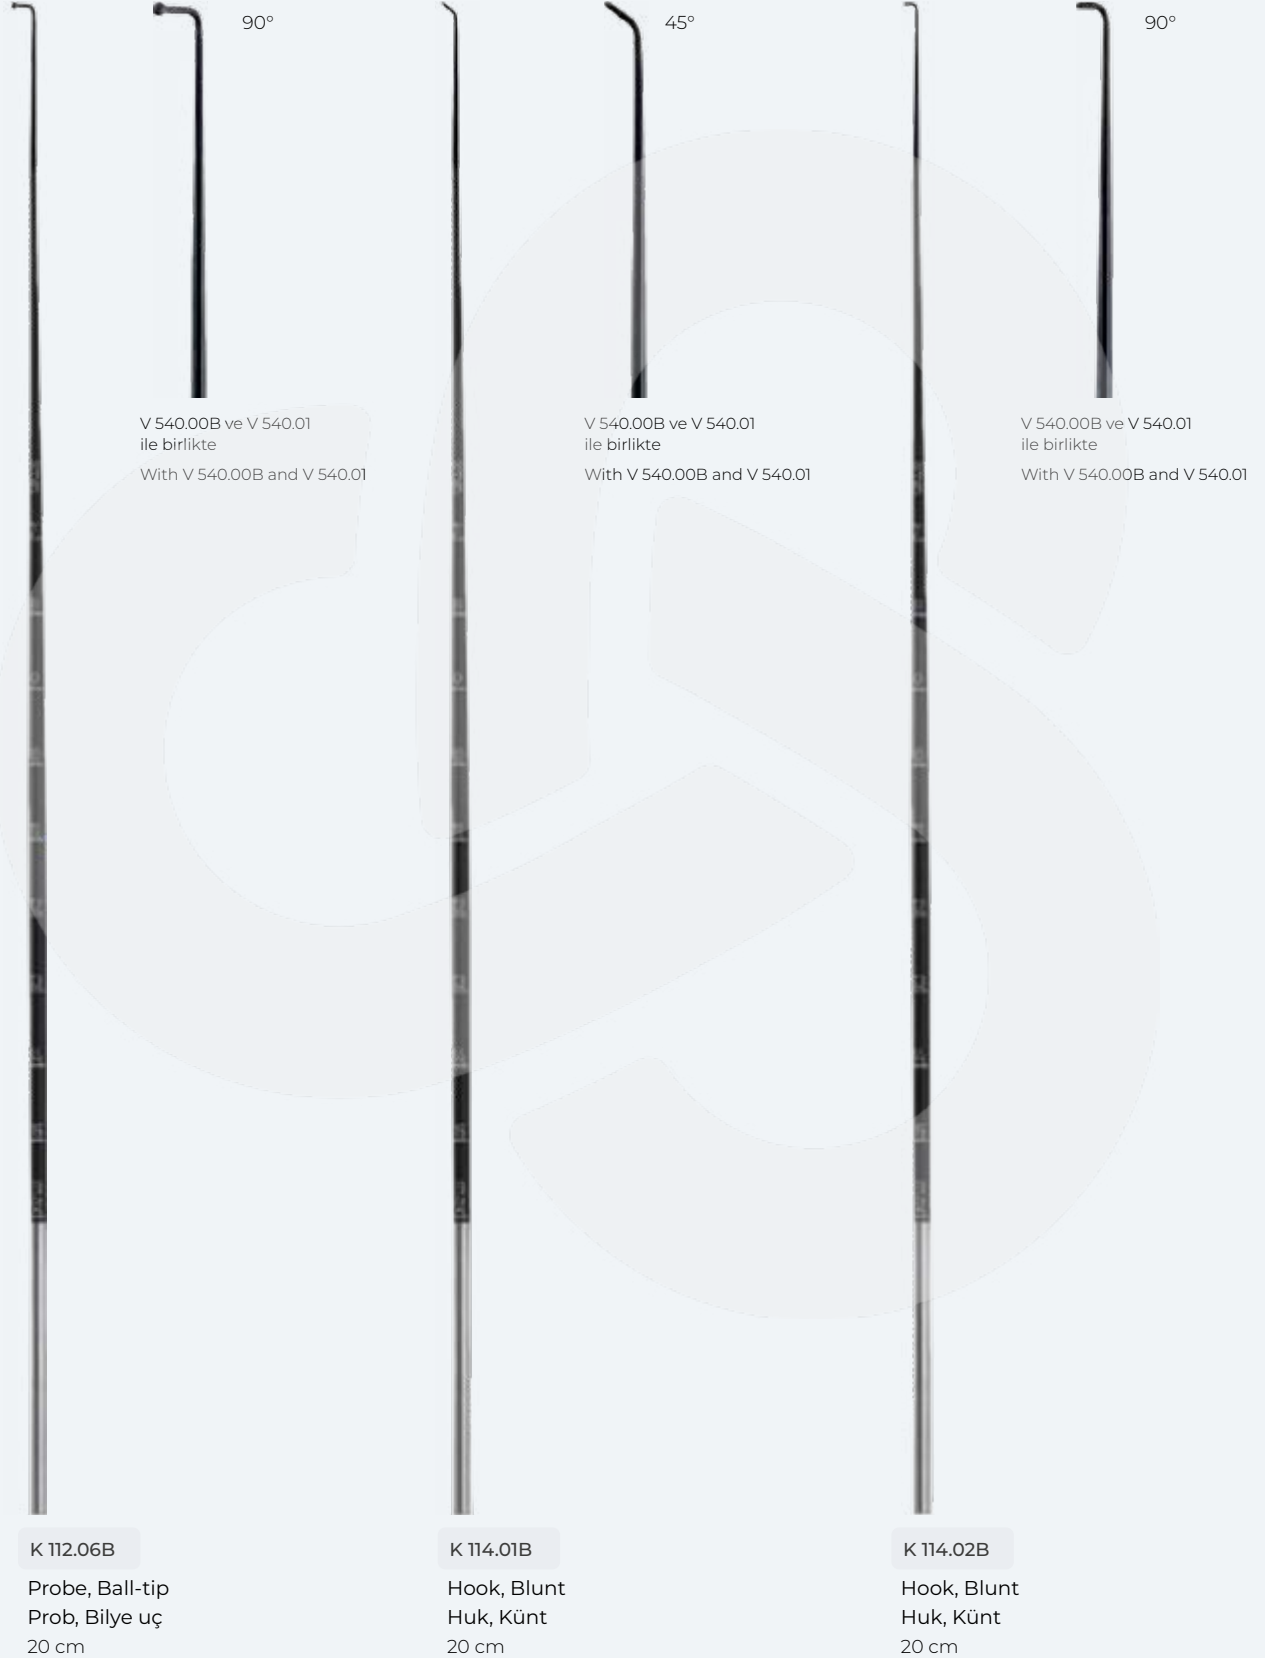 90°
V 540.00B ve V 540.01
ile birlikte
With V 540.00B and V 540.01
K 112.06B
Probe, Ball-tip
Prob, Bilye uç
20 cm
45°
V 540.00B ve V 540.01
ile birlikte
With V 540.00B and V 540.01
K 114.01B
Hook, Blunt
Huk, Künt
20 cm
90°
V 540.00B ve V 540.01
ile birlikte
With V 540.00B and V 540.01
K 114.02B
Hook, Blunt
Huk, Künt
20 cm